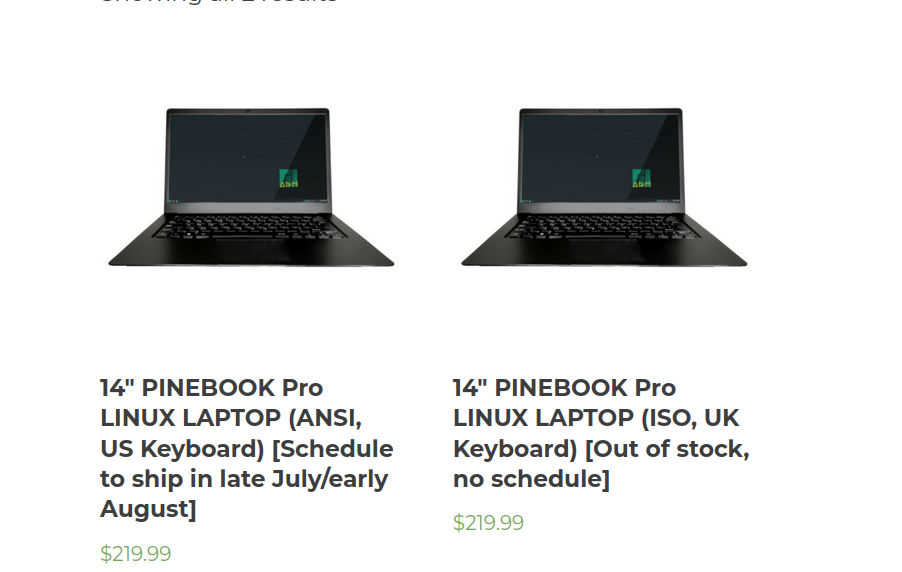 14" PINEBOOK Pro
LINUX LAPTOP (ANSI,
US Keyboard) [Schedule
to ship in late July/early
August]
$219.99
14" PINEBOOK Pro
LINUX LAPTOP (ISO, UK
Keyboard) [Out of stock,
no schedule]
$219.99